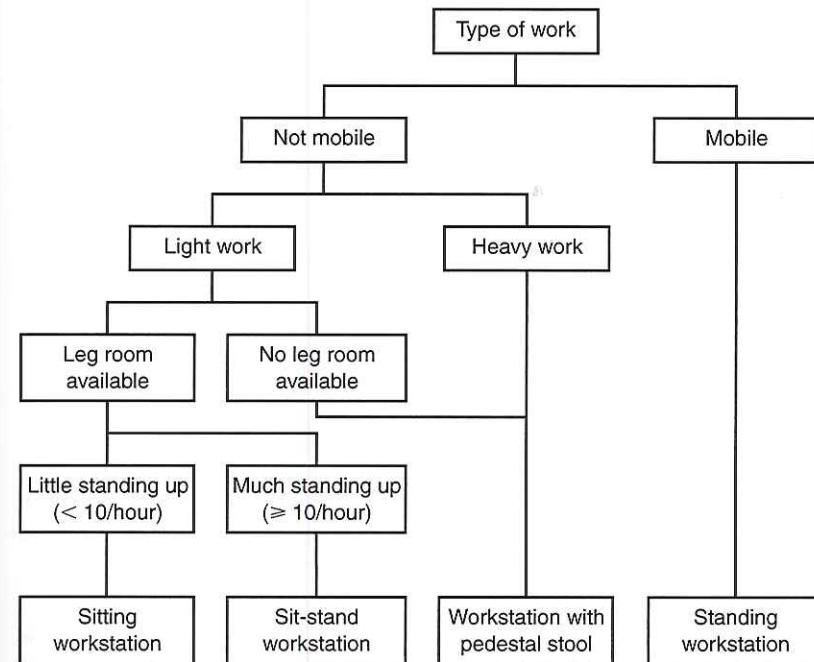 Type of work
Not mobile
Mobile
Light work
Heavy work
Leg room
available
No leg room
available
Little standing up
(< 10/hour)
Much standing up
(⩾ 10/hour)
Sitting
workstation
Sit-stand
workstation
Workstation with
pedestal stool
Standing
workstation